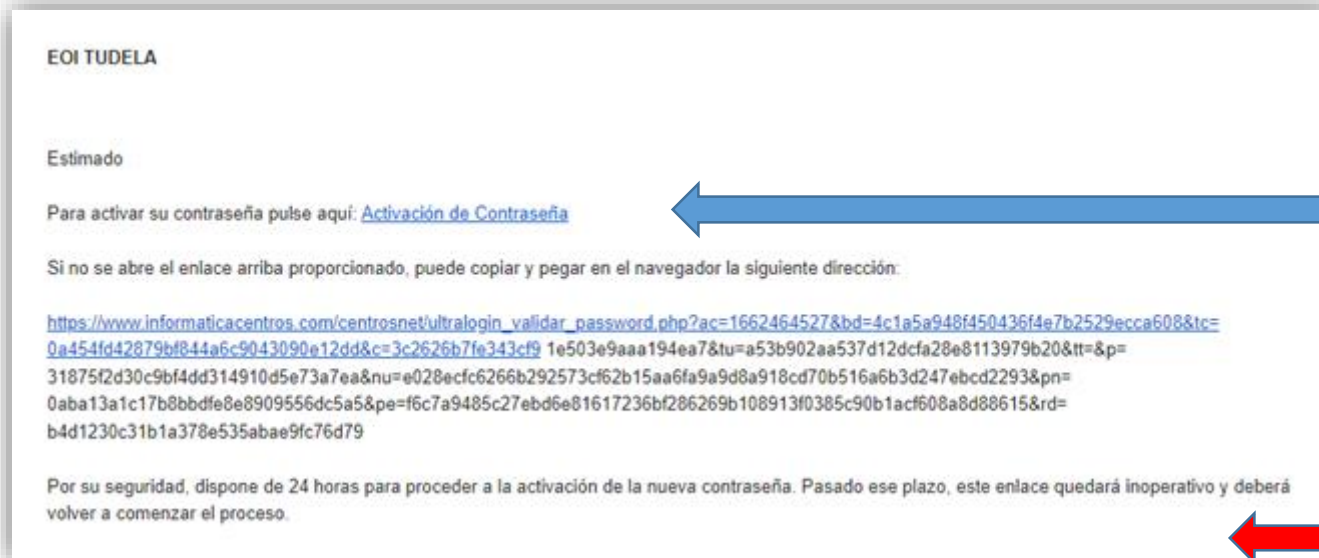 EOI TUDELA
Estimado
Para activar su contraseña pulse aquí: Activación de Contraseña
Si no se abre el enlace arriba proporcionado, puede copiar y pegar en el navegador la siguiente dirección:
https://www.informaticacentros.com/centrosnet/ultralogin_validar_password.php?ac=1662464527&bd=4c1a5a948f450436f4e7b2529ecca608&tc=
0a454fd42879bf844a6c9043090e12dd&c=3c2626b7fe343cf9 1e503e9aaa194ea7&tu=a53b902aa537d12dcfa28e8113979b20&tt=&p=
31875f2d30c9bf4dd314910d5e73a7ea&nu=e028ecfc6266b292573cf62b15aa6fa9a9d8a918cd70b516a6b3d247ebcd2293&pn=
0aba13a1c17b8bbdfe8e8909556dc5a5&pe=f6c7a9485c27ebd6e81617236bf286269b108913f0385c90b1acf608a8d88615&rd=
b4d1230c31b1a378e535abae9fc76d79
Por su seguridad, dispone de 24 horas para proceder a la activación de la nueva contraseña. Pasado ese plazo, este enlace quedará inoperativo y deberá
volver a comenzar el proceso.